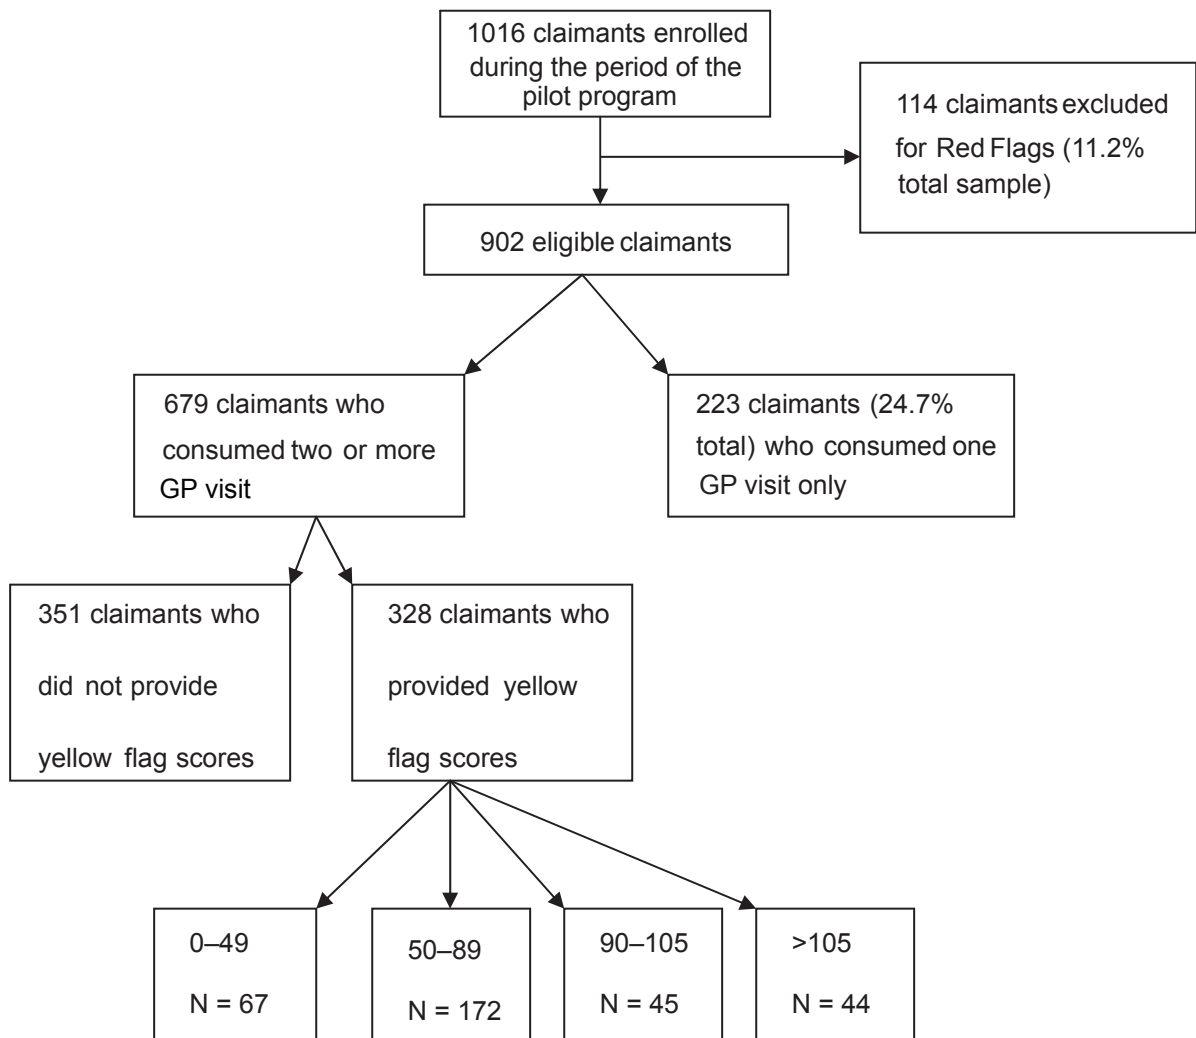 1016 claimants enrolled
during the period of the
pilot program
114 claimants excluded
for Red Flags (11.2%
total sample)
902 eligible claimants
679 claimants who
consumed two or more
GP visit
223 claimants (24.7%
total) who consumed one
GP visit only
351 claimants who
did not provide
yellow flag scores
328 claimants who
provided yellow
flag scores
0–49
N = 67
50–89
N = 172
90–105
N = 45
>105
N = 44